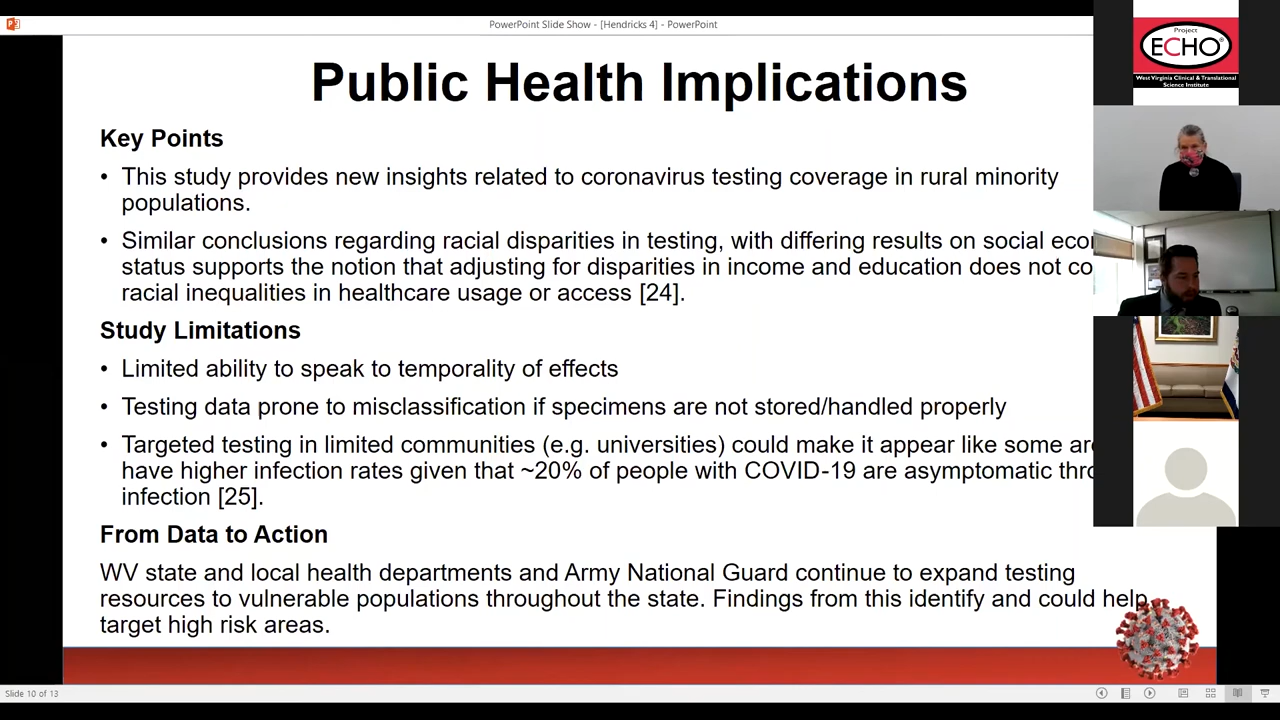 PowerPoint Slide Show - [Hendricks 4] - PowerPoint
Project
ECHO®
West Virginia Clinical & Translational
Science Institute
Public Health Implications
Key Points
• This study provides new insights related to coronavirus testing coverage in rural minority
populations.
• Similar conclusions regarding racial disparities in testing, with differing results on social
status supports the notion that adjusting for disparities in income and education does not
racial inequalities in healthcare usage or access [24].
Study Limitations
• Limited ability to speak to temporality of effects
• Testing data prone to misclassification if specimens are not stored/handled properly
• Targeted testing in limited communities (e.g. universities) could make it appear like some
have higher infection rates given that ~20% of people with COVID-19 are asymptomatic
infection [25].
From Data to Action
WV state and local health departments and Army National Guard continue to expand testing
resources to vulnerable populations throughout the state. Findings from this identify and could help
target high risk areas.
Slide 10 of 13